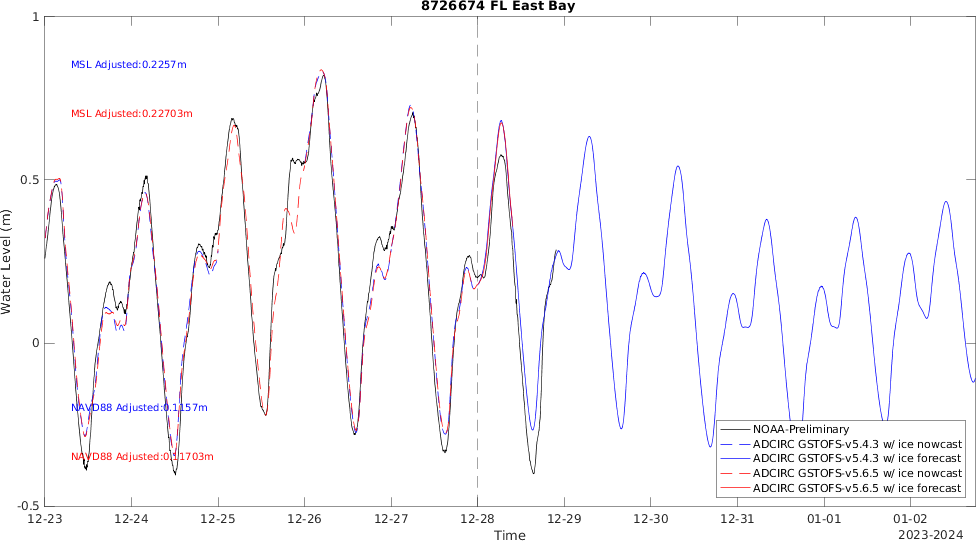 8726674 FL East Bay
1
MSL Adjusted:0.2257m
MSL Adjusted:0.22703m
0.5
Water Level (m)
0
NAVD88 Adjusted:0.1157m
NAVD88 Adjusted:0.11703m
NOAA-Preliminary
ADCIRC GSTOFS-v5.4.3 w/ ice nowcast
ADCIRC GSTOFS-v5.4.3 w/ ice forecast
ADCIRC GSTOFS-v5.6.5 w/ ice nowcast
ADCIRC GSTOFS-v5.6.5 w/ ice forecast
-0.5
12-23 12-24 12-25 12-26 12-27 12-28 12-29 12-30 12-31 01-01 01-02
Time
2023-2024